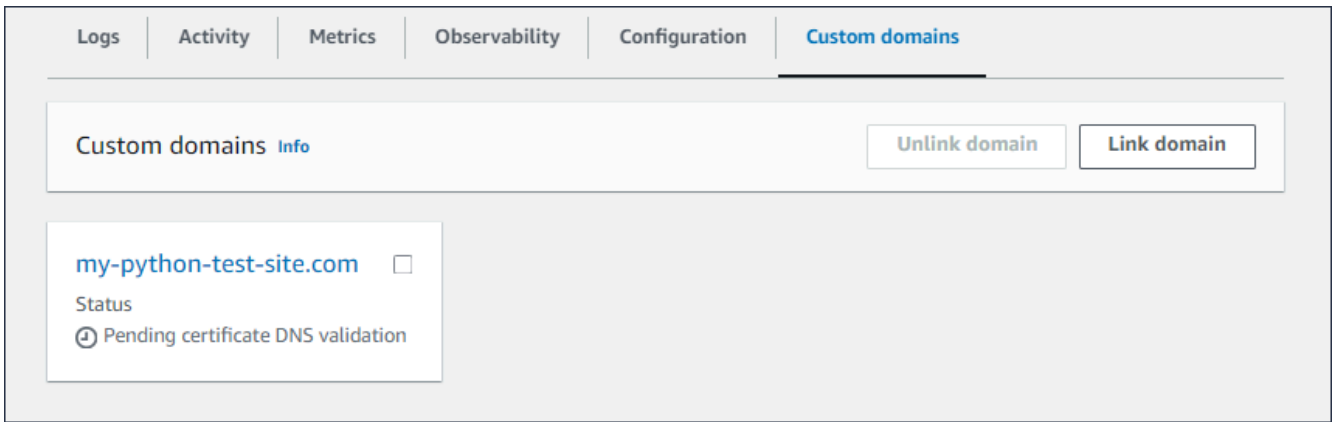 Logs Activity Metrics Observability Configuration Custom domains
Custom domains Info Unlink domain Link domain
my-python-test-site.com
Status
Pending certificate DNS validation